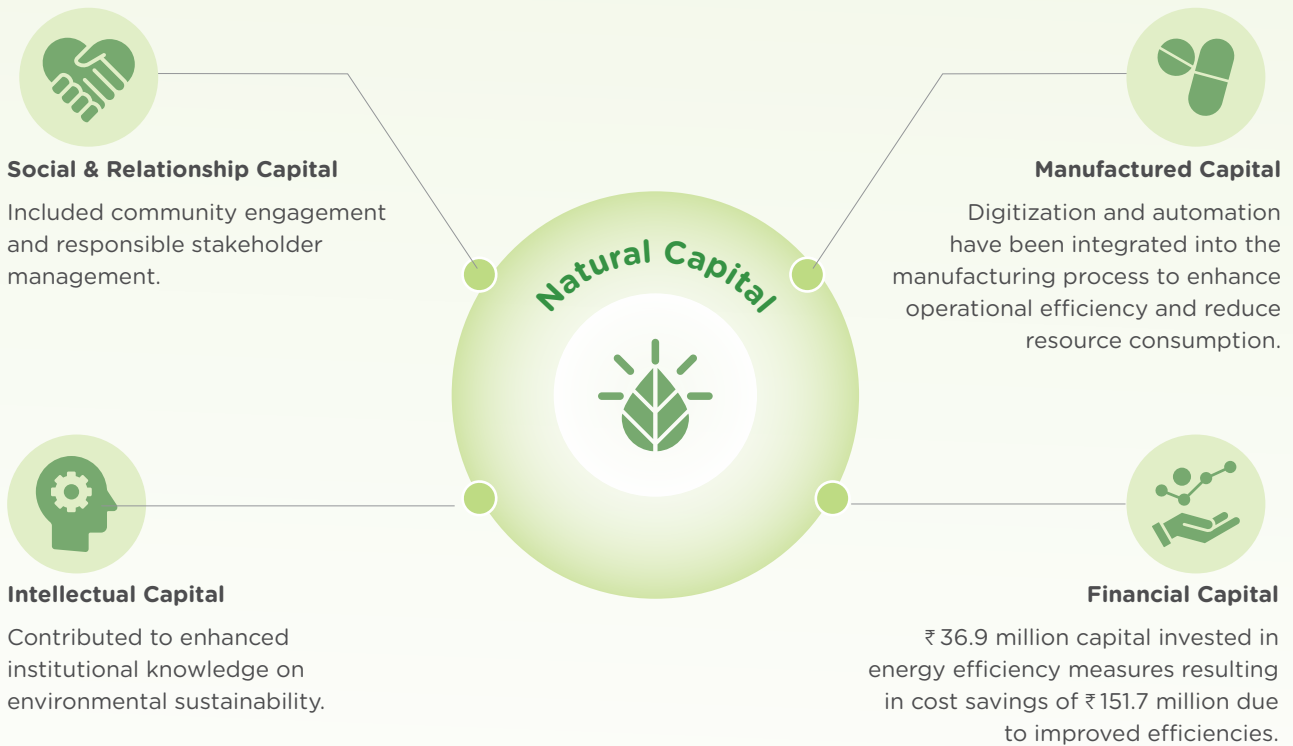 Social & Relationship Capital
Included community engagement
and responsible stakeholder
management.
Manufactured Capital
Digitization and automation
have been integrated into the
manufacturing process to enhance
operational efficiency and reduce
resource consumption.
Natural Capital
Intellectual Capital
Contributed to enhanced
institutional knowledge on
environmental sustainability.
Financial Capital
₹ 36.9 million capital invested in
energy efficiency measures resulting
in cost savings of ₹ 151.7 million due
to improved efficiencies.